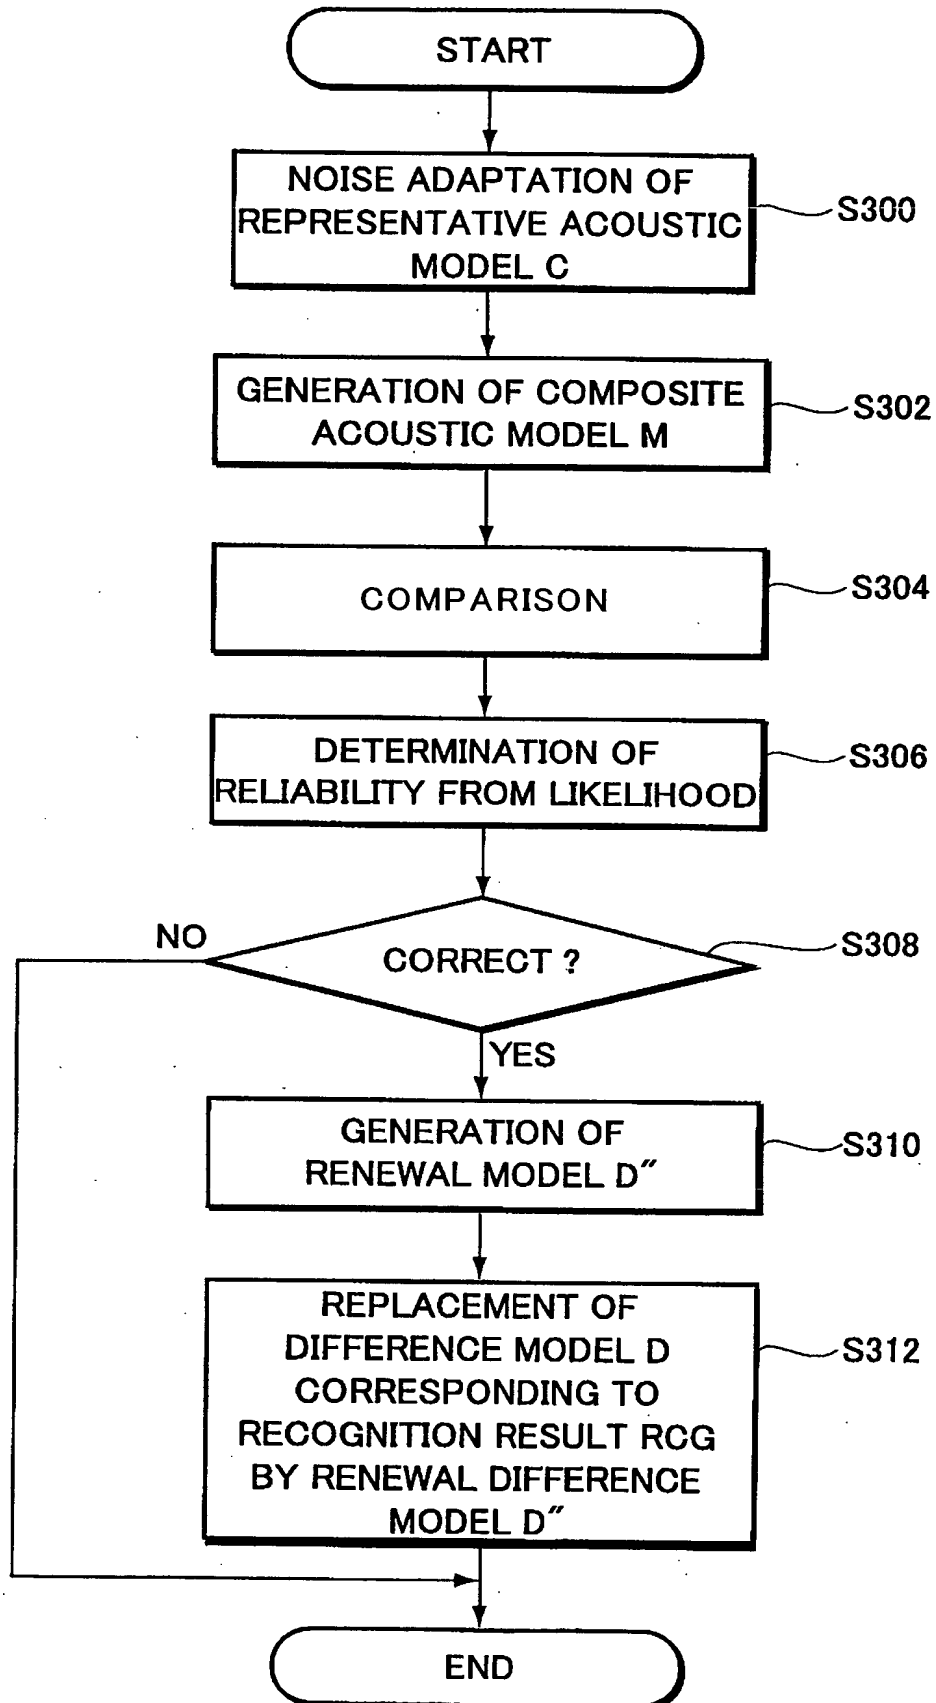 START
NOISE ADAPTATION OF
REPRESENTATIVE ACOUSTIC
MODEL C
S300
GENERATION OF COMPOSITE
ACOUSTIC MODEL M
S302
COMPARISON
S304
DETERMINATION OF
RELIABILITY FROM LIKELIHOOD
S306
CORRECT ?
S308
NO
YES
GENERATION OF
RENEWAL MODEL D″
S310
REPLACEMENT OF
DIFFERENCE MODEL D
CORRESPONDING TO
RECOGNITION RESULT RCG
BY RENEWAL DIFFERENCE
MODEL D″
S312
END